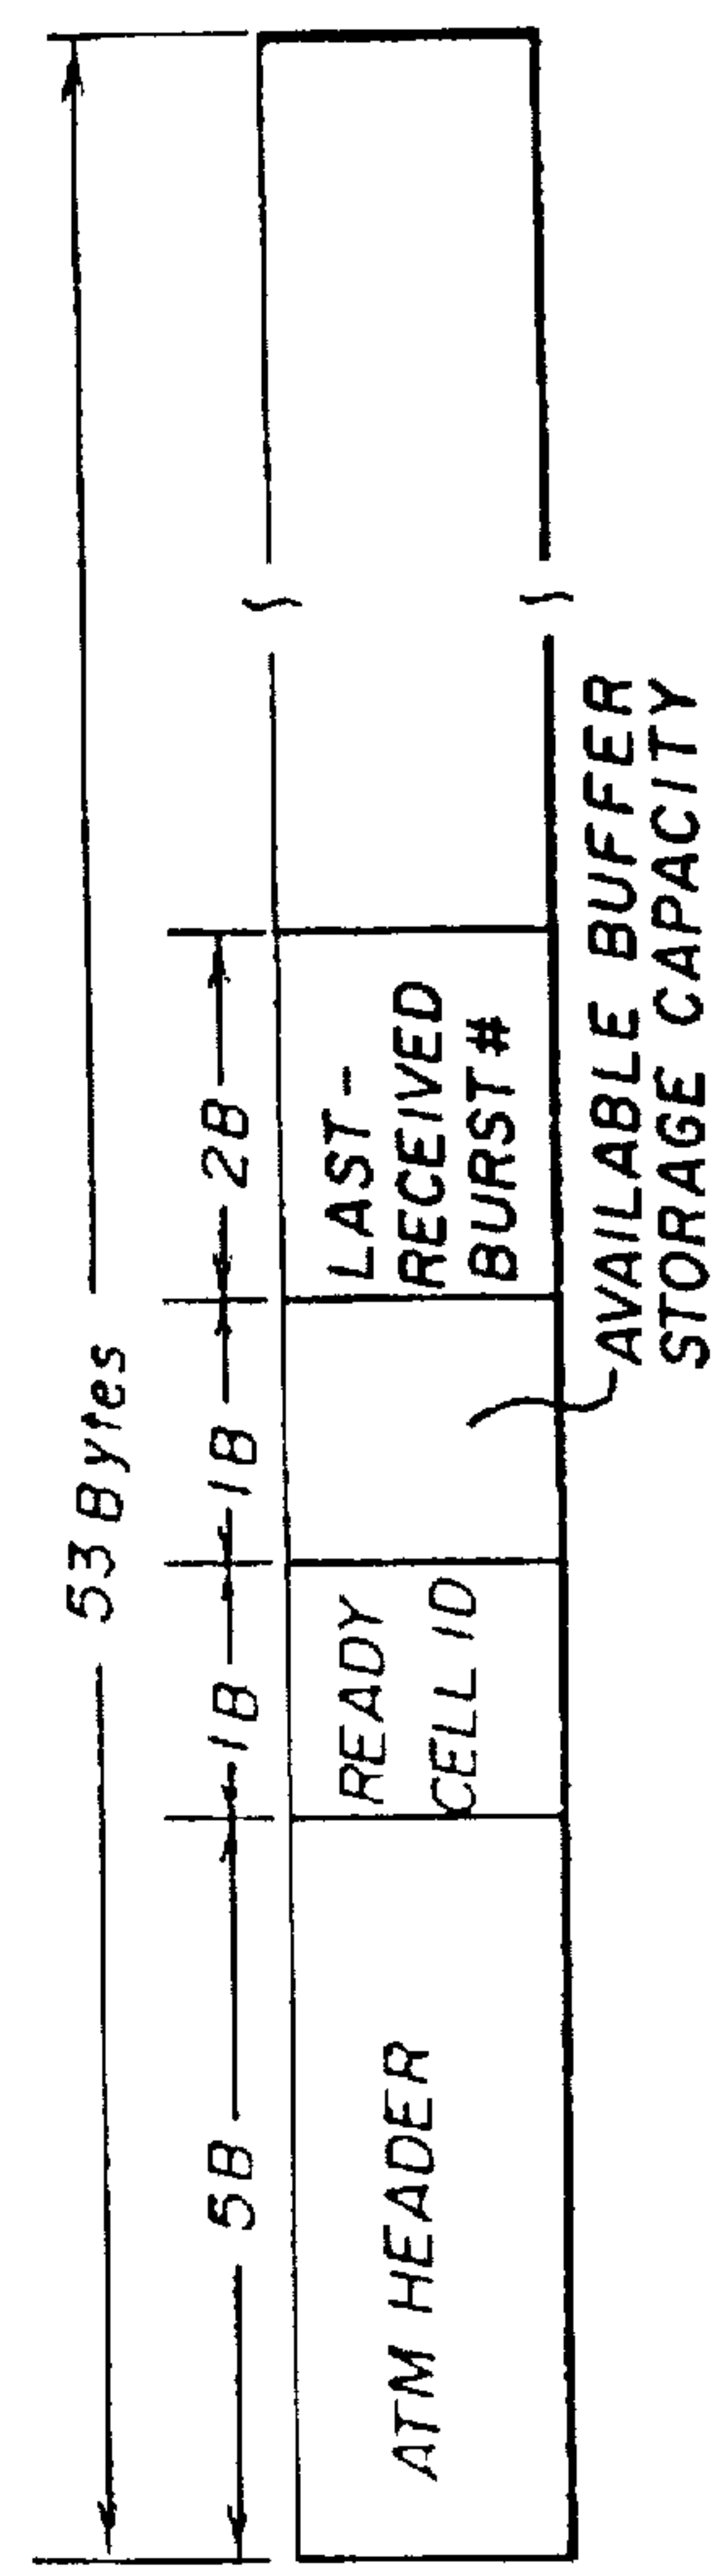 53 Bytes
5B
1B
1B
2B
ATM HEADER
READY
CELL ID
LAST-
RECEIVED
BURST#
AVAILABLE BUFFER
STORAGE CAPACITY